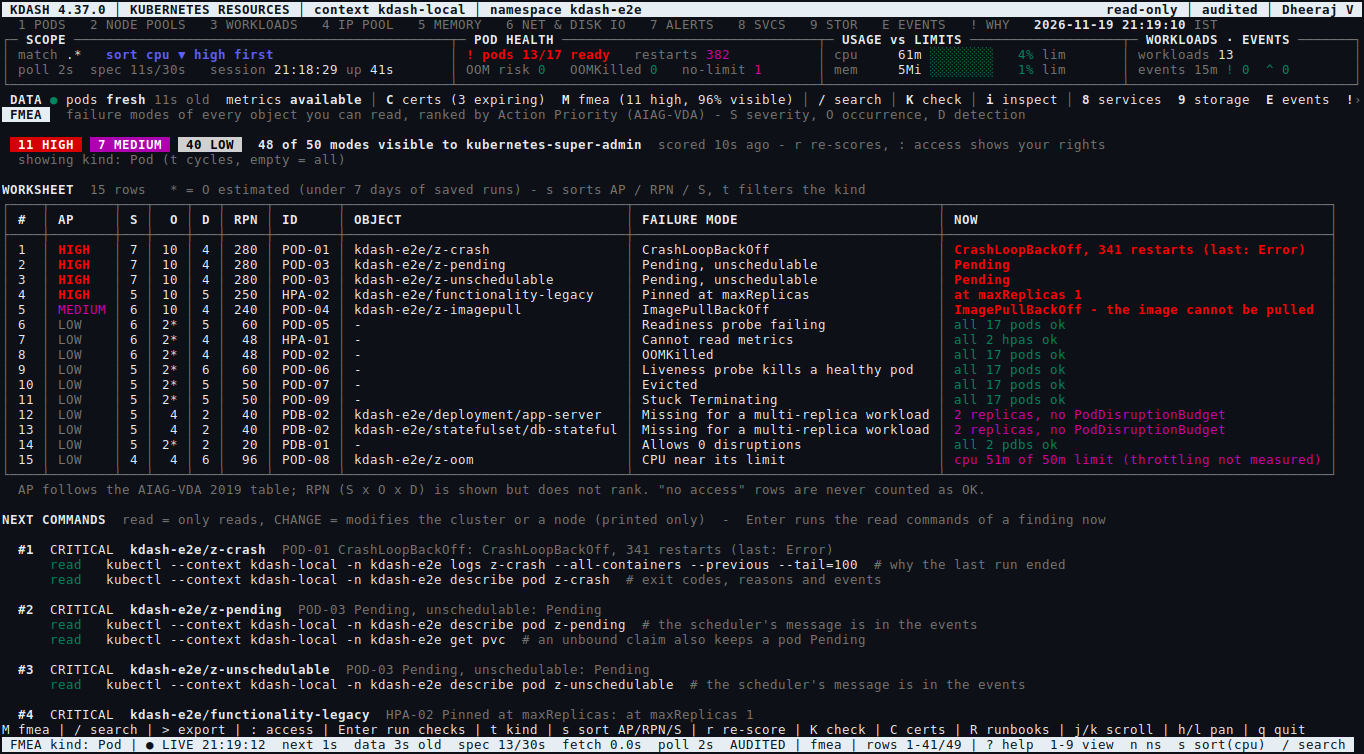 KDASH 4.37.0 │ KUBERNETES RESOURCES │ context kdash-local │ namespace kdash-e2e read-only │ audited │ Dheeraj V
1 PODS 2 NODE POOLS 3 WORKLOADS 4 IP POOL 5 MEMORY 6 NET & DISK IO 7 ALERTS 8 SVCS 9 STOR E EVENTS ! WHY 2026-11-19 21:19:10 IST
SCOPE POD HEALTH USAGE vs LIMITS WORKLOADS · EVENTS
match .* sort cpu ▼ high first ! pods 13/17 ready restarts 382 cpu 61m 4% lim workloads 13
poll 2s spec 11s/30s session 21:18:29 up 41s OOM risk 0 OOMKilled 0 no-limit 1 mem 5Mi 1% lim events 15m ! 0 ^ 0
DATA ● pods fresh 11s old metrics available │ C certs (3 expiring) M fmea (11 high, 96% visible) │ / search │ K check │ i inspect │ 8 services 9 storage E events !›
FMEA failure modes of every object you can read, ranked by Action Priority (AIAG-VDA) - S severity, O occurrence, D detection
11 HIGH 7 MEDIUM 40 LOW 48 of 50 modes visible to kubernetes-super-admin scored 10s ago - r re-scores, : access shows your rights
showing kind: Pod (t cycles, empty = all)
WORKSHEET 15 rows * = O estimated (under 7 days of saved runs) - s sorts AP / RPN / S, t filters the kind
# AP S O D RPN ID OBJECT FAILURE MODE NOW
1 HIGH 7 10 4 280 POD-01 kdash-e2e/z-crash CrashLoopBackOff CrashLoopBackOff, 341 restarts (last: Error)
2 HIGH 7 10 4 280 POD-03 kdash-e2e/z-pending Pending, unschedulable Pending
3 HIGH 7 10 4 280 POD-03 kdash-e2e/z-unschedulable Pending, unschedulable Pending
4 HIGH 5 10 5 250 HPA-02 kdash-e2e/functionality-legacy Pinned at maxReplicas at maxReplicas 1
5 MEDIUM 6 10 4 240 POD-04 kdash-e2e/z-imagepull ImagePullBackOff ImagePullBackOff - the image cannot be pulled
6 LOW 6 2* 5 60 POD-05 - Readiness probe failing all 17 pods ok
7 LOW 6 2* 4 48 HPA-01 - Cannot read metrics all 2 hpas ok
8 LOW 6 2* 4 48 POD-02 - OOMKilled all 17 pods ok
9 LOW 5 2* 6 60 POD-06 - Liveness probe kills a healthy pod all 17 pods ok
10 LOW 5 2* 5 50 POD-07 - Evicted all 17 pods ok
11 LOW 5 2* 5 50 POD-09 - Stuck Terminating all 17 pods ok
12 LOW 5 4 2 40 PDB-02 kdash-e2e/deployment/app-server Missing for a multi-replica workload 2 replicas, no PodDisruptionBudget
13 LOW 5 4 2 40 PDB-02 kdash-e2e/statefulset/db-stateful Missing for a multi-replica workload 2 replicas, no PodDisruptionBudget
14 LOW 5 2* 2 20 PDB-01 - Allows 0 disruptions all 2 pdbs ok
15 LOW 4 4 6 96 POD-08 kdash-e2e/z-oom CPU near its limit cpu 51m of 50m limit (throttling not measured)
AP follows the AIAG-VDA 2019 table; RPN (S x O x D) is shown but does not rank. "no access" rows are never counted as OK.
NEXT COMMANDS read = only reads, CHANGE = modifies the cluster or a node (printed only) - Enter runs the read commands of a finding now
#1 CRITICAL kdash-e2e/z-crash POD-01 CrashLoopBackOff: CrashLoopBackOff, 341 restarts (last: Error)
read kubectl --context kdash-local -n kdash-e2e logs z-crash --all-containers --previous --tail=100 # why the last run ended
read kubectl --context kdash-local -n kdash-e2e describe pod z-crash # exit codes, reasons and events
#2 CRITICAL kdash-e2e/z-pending POD-03 Pending, unschedulable: Pending
read kubectl --context kdash-local -n kdash-e2e describe pod z-pending # the scheduler's message is in the events
read kubectl --context kdash-local -n kdash-e2e get pvc # an unbound claim also keeps a pod Pending
#3 CRITICAL kdash-e2e/z-unschedulable POD-03 Pending, unschedulable: Pending
read kubectl --context kdash-local -n kdash-e2e describe pod z-unschedulable # the scheduler's message is in the events
#4 CRITICAL kdash-e2e/functionality-legacy HPA-02 Pinned at maxReplicas: at maxReplicas 1
M fmea | / search | > export | : access | Enter run checks | t kind | s sort AP/RPN/S | r re-score | K check | C certs | R runbooks | j/k scroll | h/l pan | q quit
FMEA kind: Pod │ ● LIVE 21:19:12 next 1s data 3s old spec 13/30s fetch 0.0s poll 2s AUDITED │ fmea │ rows 1-41/49 │ ? help 1-9 view n ns s sort(cpu) / search